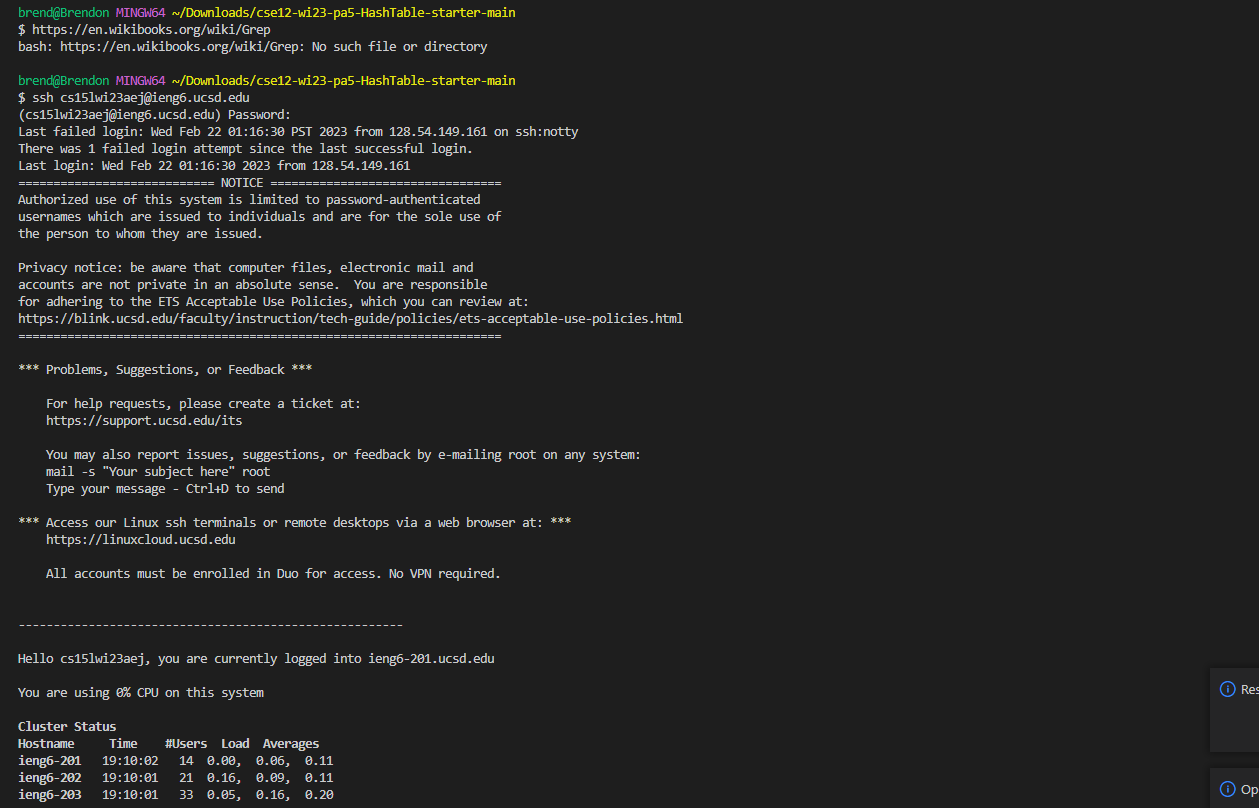 brend@Brendon MINGW64 ~/Downloads/cse12-wi23-pa5-HashTable-starter-main
$ https://en.wikibooks.org/wiki/Grep
bash: https://en.wikibooks.org/wiki/Grep: No such file or directory
brend@Brendon MINGW64 ~/Downloads/cse12-wi23-pa5-HashTable-starter-main
$ ssh cs15lwi23aej@ieng6.ucsd.edu
(cs15lwi23aej@ieng6.ucsd.edu) Password:
Last failed login: Wed Feb 22 01:16:30 PST 2023 from 128.54.149.161 on ssh:notty
There was 1 failed login attempt since the last successful login.
Last login: Wed Feb 22 01:16:30 2023 from 128.54.149.161
============================ NOTICE =================================
Authorized use of this system is limited to password-authenticated
usernames which are issued to individuals and are for the sole use of
the person to whom they are issued.
Privacy notice: be aware that computer files, electronic mail and
accounts are not private in an absolute sense.  You are responsible
for adhering to the ETS Acceptable Use Policies, which you can review at:
https://blink.ucsd.edu/faculty/instruction/tech-guide/policies/ets-acceptable-use-policies.html
=====================================================================
*** Problems, Suggestions, or Feedback ***
For help requests, please create a ticket at:
https://support.ucsd.edu/its
You may also report issues, suggestions, or feedback by e-mailing root on any system:
mail -s "Your subject here" root
Type your message - Ctrl+D to send
*** Access our Linux ssh terminals or remote desktops via a web browser at: ***
https://linuxcloud.ucsd.edu
All accounts must be enrolled in Duo for access. No VPN required.
-------------------------------------------------------
Hello cs15lwi23aej, you are currently logged into ieng6-201.ucsd.edu
You are using 0% CPU on this system
Cluster Status
Hostname     Time    #Users  Load  Averages
ieng6-201   19:10:02   14  0.00,  0.06,  0.11
ieng6-202   19:10:01   21  0.16,  0.09,  0.11
ieng6-203   19:10:01   33  0.05,  0.16,  0.20
Res
Op